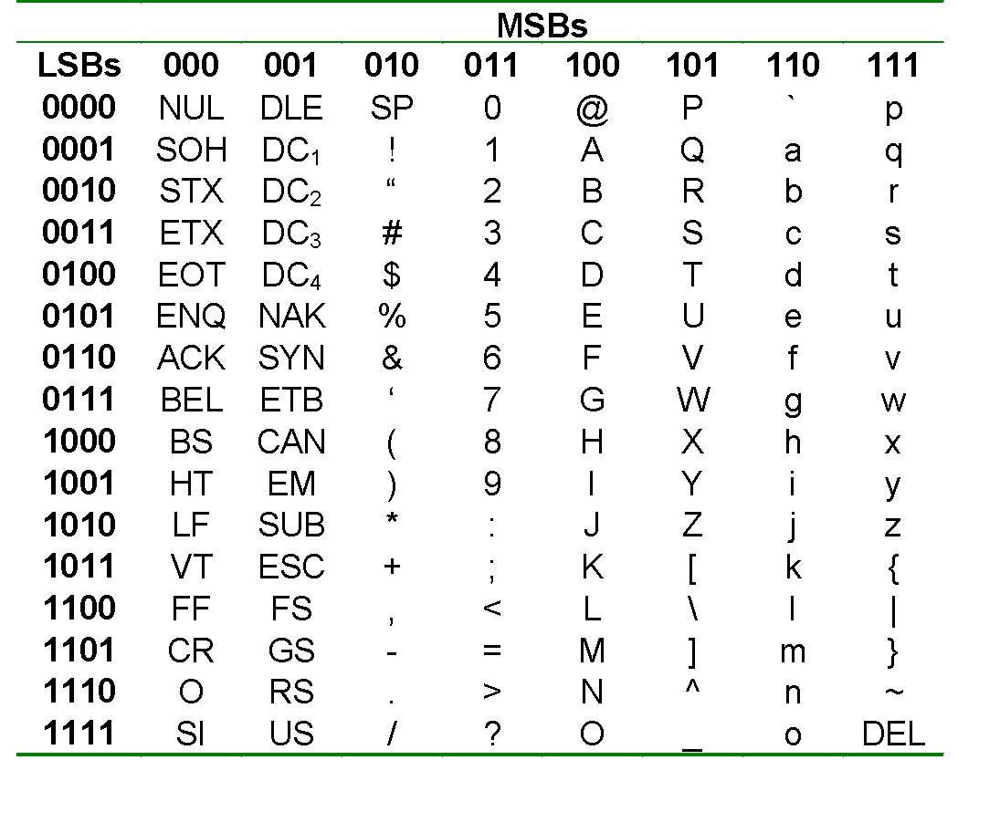 MSBs
LSBs 000 001 010 011 100 101 110 111
0000 NUL DLE SP 0 @ P ` p
0001 SOH DC₁ ! 1 A Q a q
0010 STX DC₂ “ 2 B R b r
0011 ETX DC₃ # 3 C S c s
0100 EOT DC₄ $ 4 D T d t
0101 ENQ NAK % 5 E U e u
0110 ACK SYN & 6 F V f v
0111 BEL ETB ‘ 7 G W g w
1000 BS CAN ( 8 H X h x
1001 HT EM ) 9 I Y i y
1010 LF SUB * : J Z j z
1011 VT ESC + ; K [ k {
1100 FF FS , < L \ l |
1101 CR GS - = M ] m }
1110 O RS . > N ^ n ~
1111 SI US / ? O _ o DEL